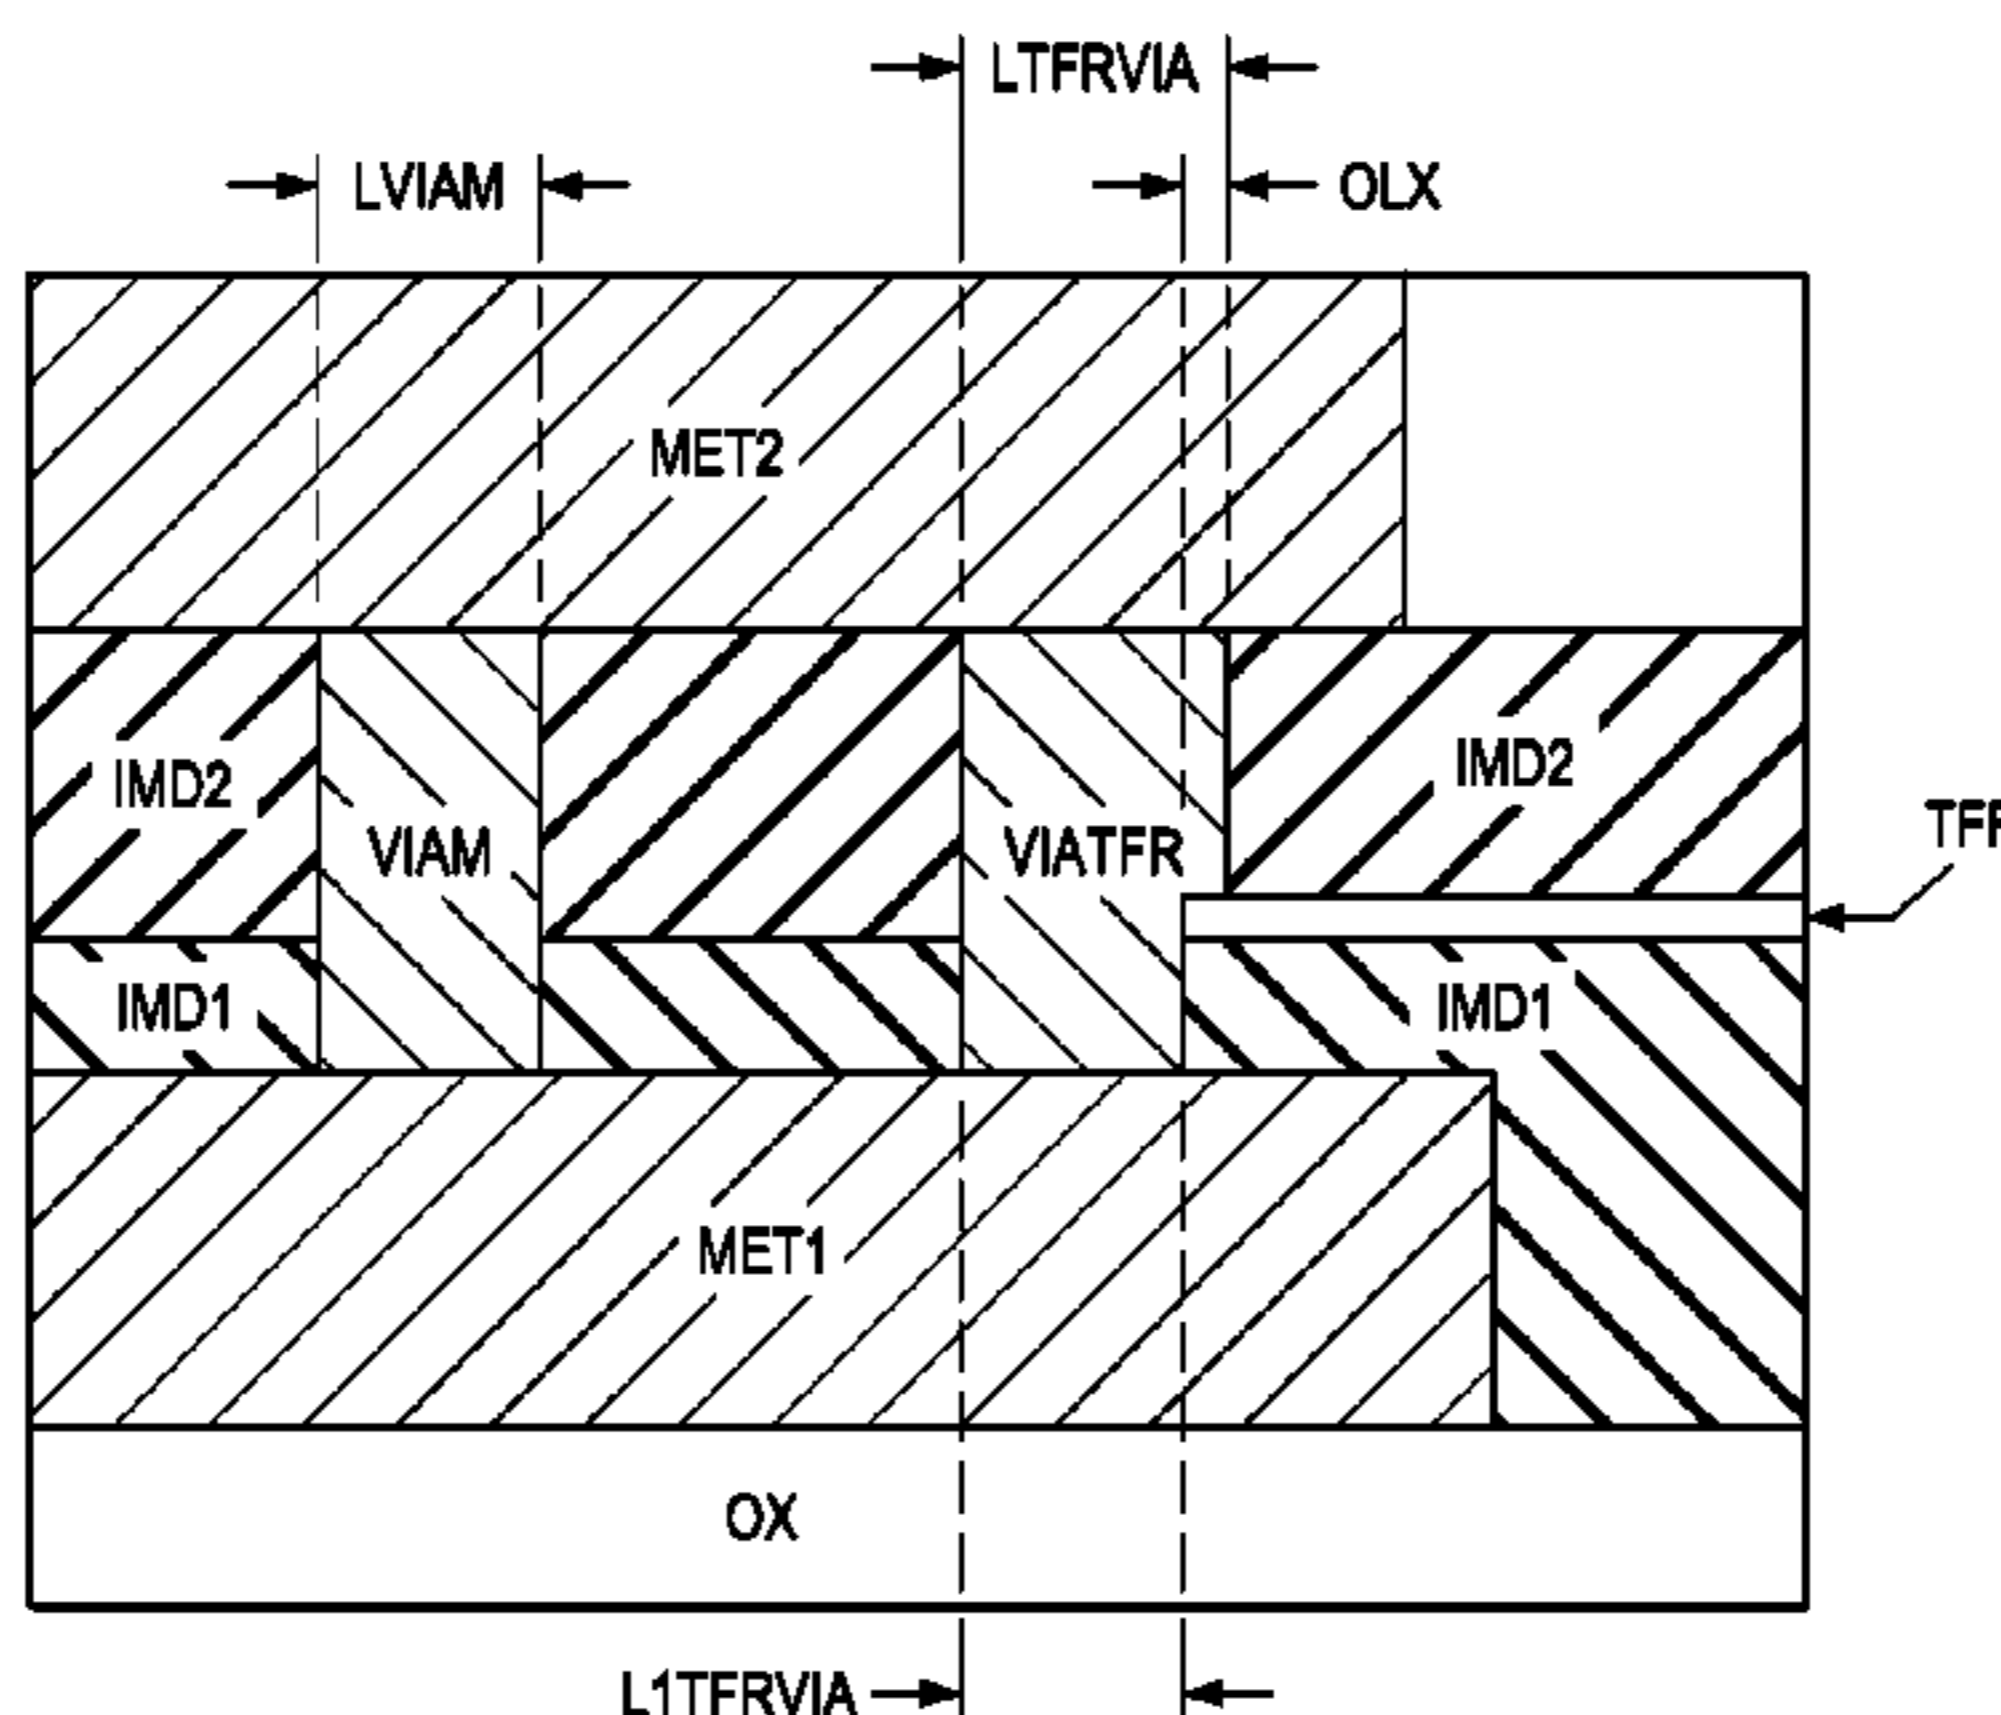 LTFRVIA
LVIAM
OLX
MET2
IMD2
IMD2
VIAM
VIATFR
IMD1
IMD1
MET1
OX
L1TFRVIA